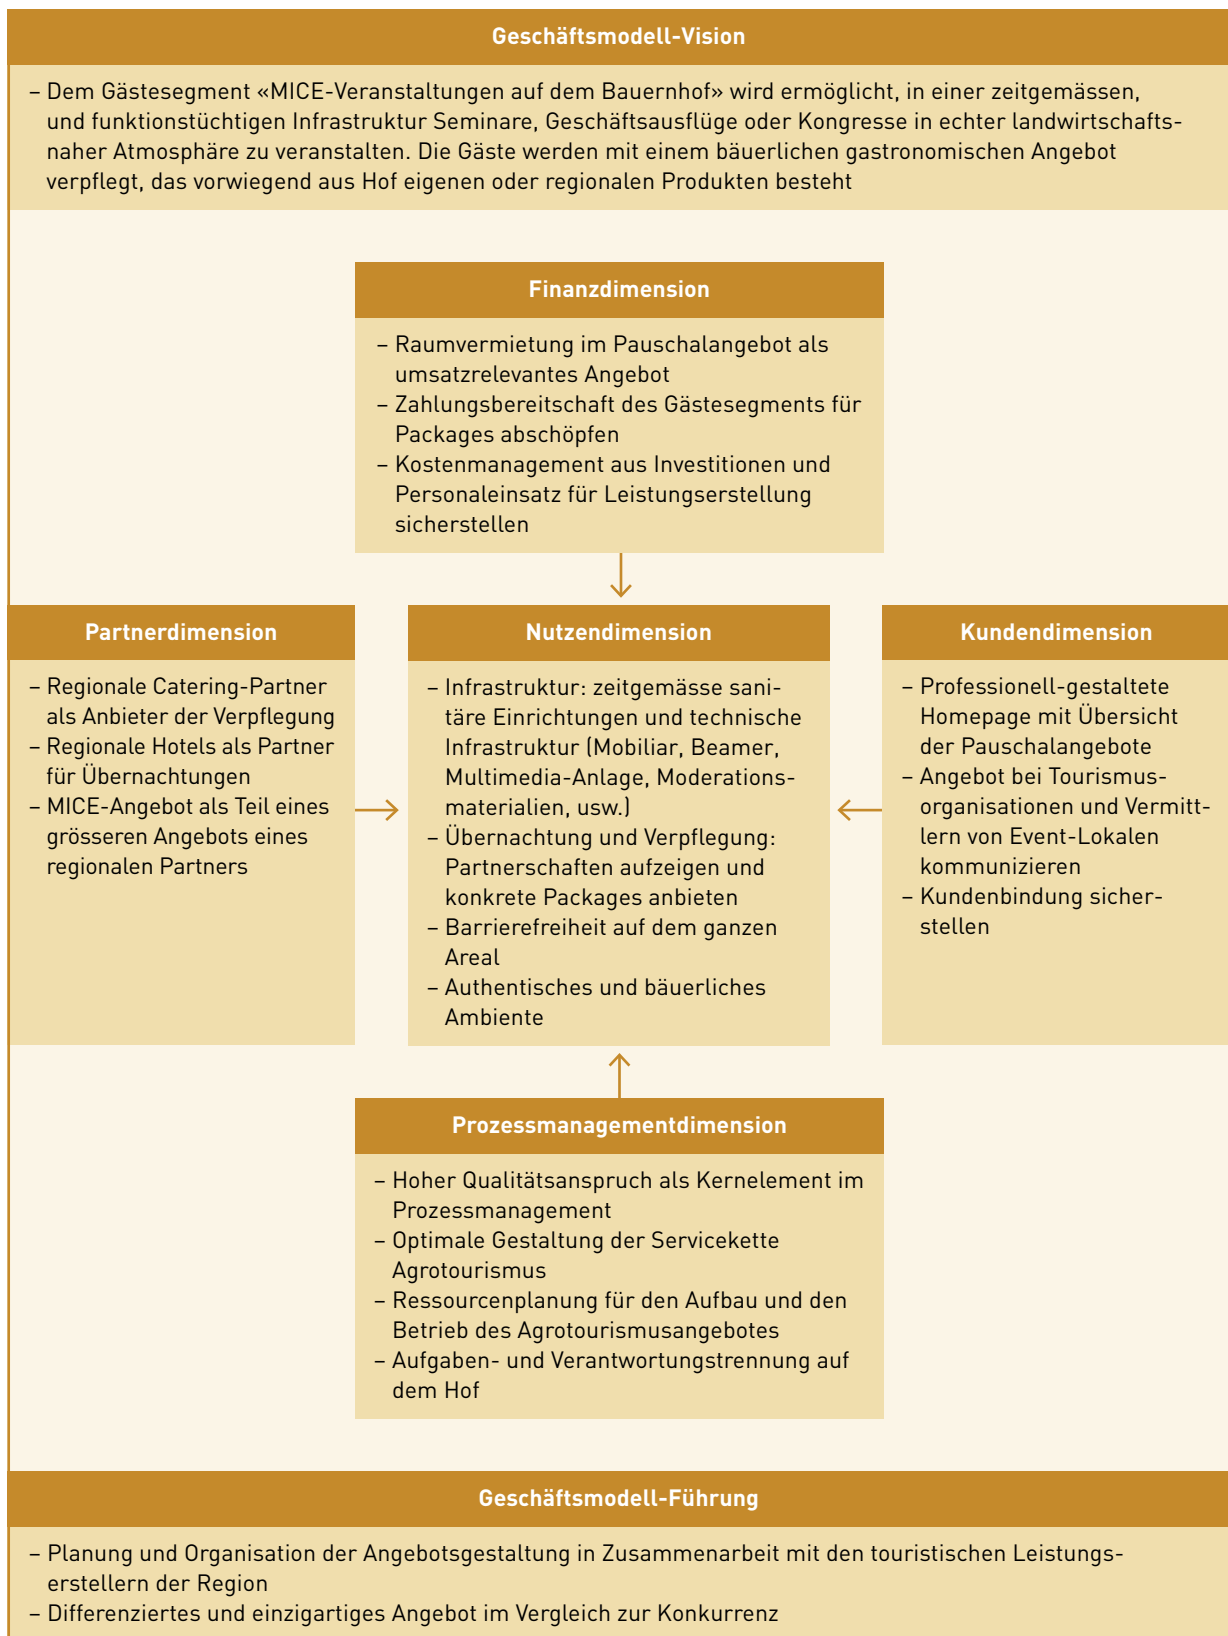 Geschäftsmodell-Vision
– Dem Gästesegment «MICE-Veranstaltungen auf dem Bauernhof» wird ermöglicht, in einer zeitgemässen,
und funktionstüchtigen Infrastruktur Seminare, Geschäftsausflüge oder Kongresse in echter landwirtschafts-
naher Atmosphäre zu veranstalten. Die Gäste werden mit einem bäuerlichen gastronomischen Angebot
verpflegt, das vorwiegend aus Hof eigenen oder regionalen Produkten besteht
Finanzdimension
– Raumvermietung im Pauschalangebot als
umsatzrelevantes Angebot
– Zahlungsbereitschaft des Gästesegments für
Packages abschöpfen
– Kostenmanagement aus Investitionen und
Personaleinsatz für Leistungserstellung
sicherstellen
Partnerdimension
– Regionale Catering-Partner
als Anbieter der Verpflegung
– Regionale Hotels als Partner
für Übernachtungen
– MICE-Angebot als Teil eines
grösseren Angebots eines
regionalen Partners
Nutzendimension
– Infrastruktur: zeitgemässe sani-
täre Einrichtungen und technische
Infrastruktur (Mobiliar, Beamer,
Multimedia-Anlage, Moderations-
materialien, usw.)
– Übernachtung und Verpflegung:
Partnerschaften aufzeigen und
konkrete Packages anbieten
– Barrierefreiheit auf dem ganzen
Areal
– Authentisches und bäuerliches
Ambiente
Kundendimension
– Professionell-gestaltete
Homepage mit Übersicht
der Pauschalangebote
– Angebot bei Tourismus-
organisationen und Vermitt-
lern von Event-Lokalen
kommunizieren
– Kundenbindung sicher-
stellen
Prozessmanagementdimension
– Hoher Qualitätsanspruch als Kernelement im
Prozessmanagement
– Optimale Gestaltung der Servicekette
Agrotourismus
– Ressourcenplanung für den Aufbau und den
Betrieb des Agrotourismusangebotes
– Aufgaben- und Verantwortungstrennung auf
dem Hof
Geschäftsmodell-Führung
– Planung und Organisation der Angebotsgestaltung in Zusammenarbeit mit den touristischen Leistungs-
erstellern der Region
– Differenziertes und einzigartiges Angebot im Vergleich zur Konkurrenz